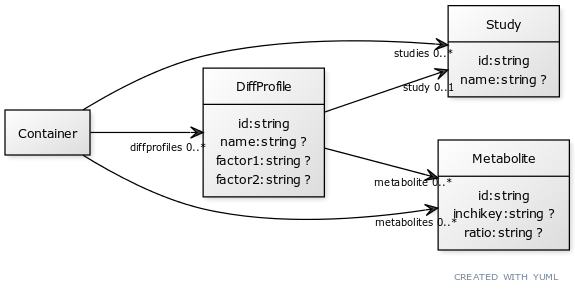 Study
id:string
name:string ?
studies 0..*
study 0..1
DiffProfile
id:string
name:string ?
factor1:string ?
factor2:string ?
Container
diffprofiles 0..*
Metabolite
id:string
inchikey:string ?
ratio:string ?
metabolite 0..*
metabolites 0..*
CREATED WITH YUML